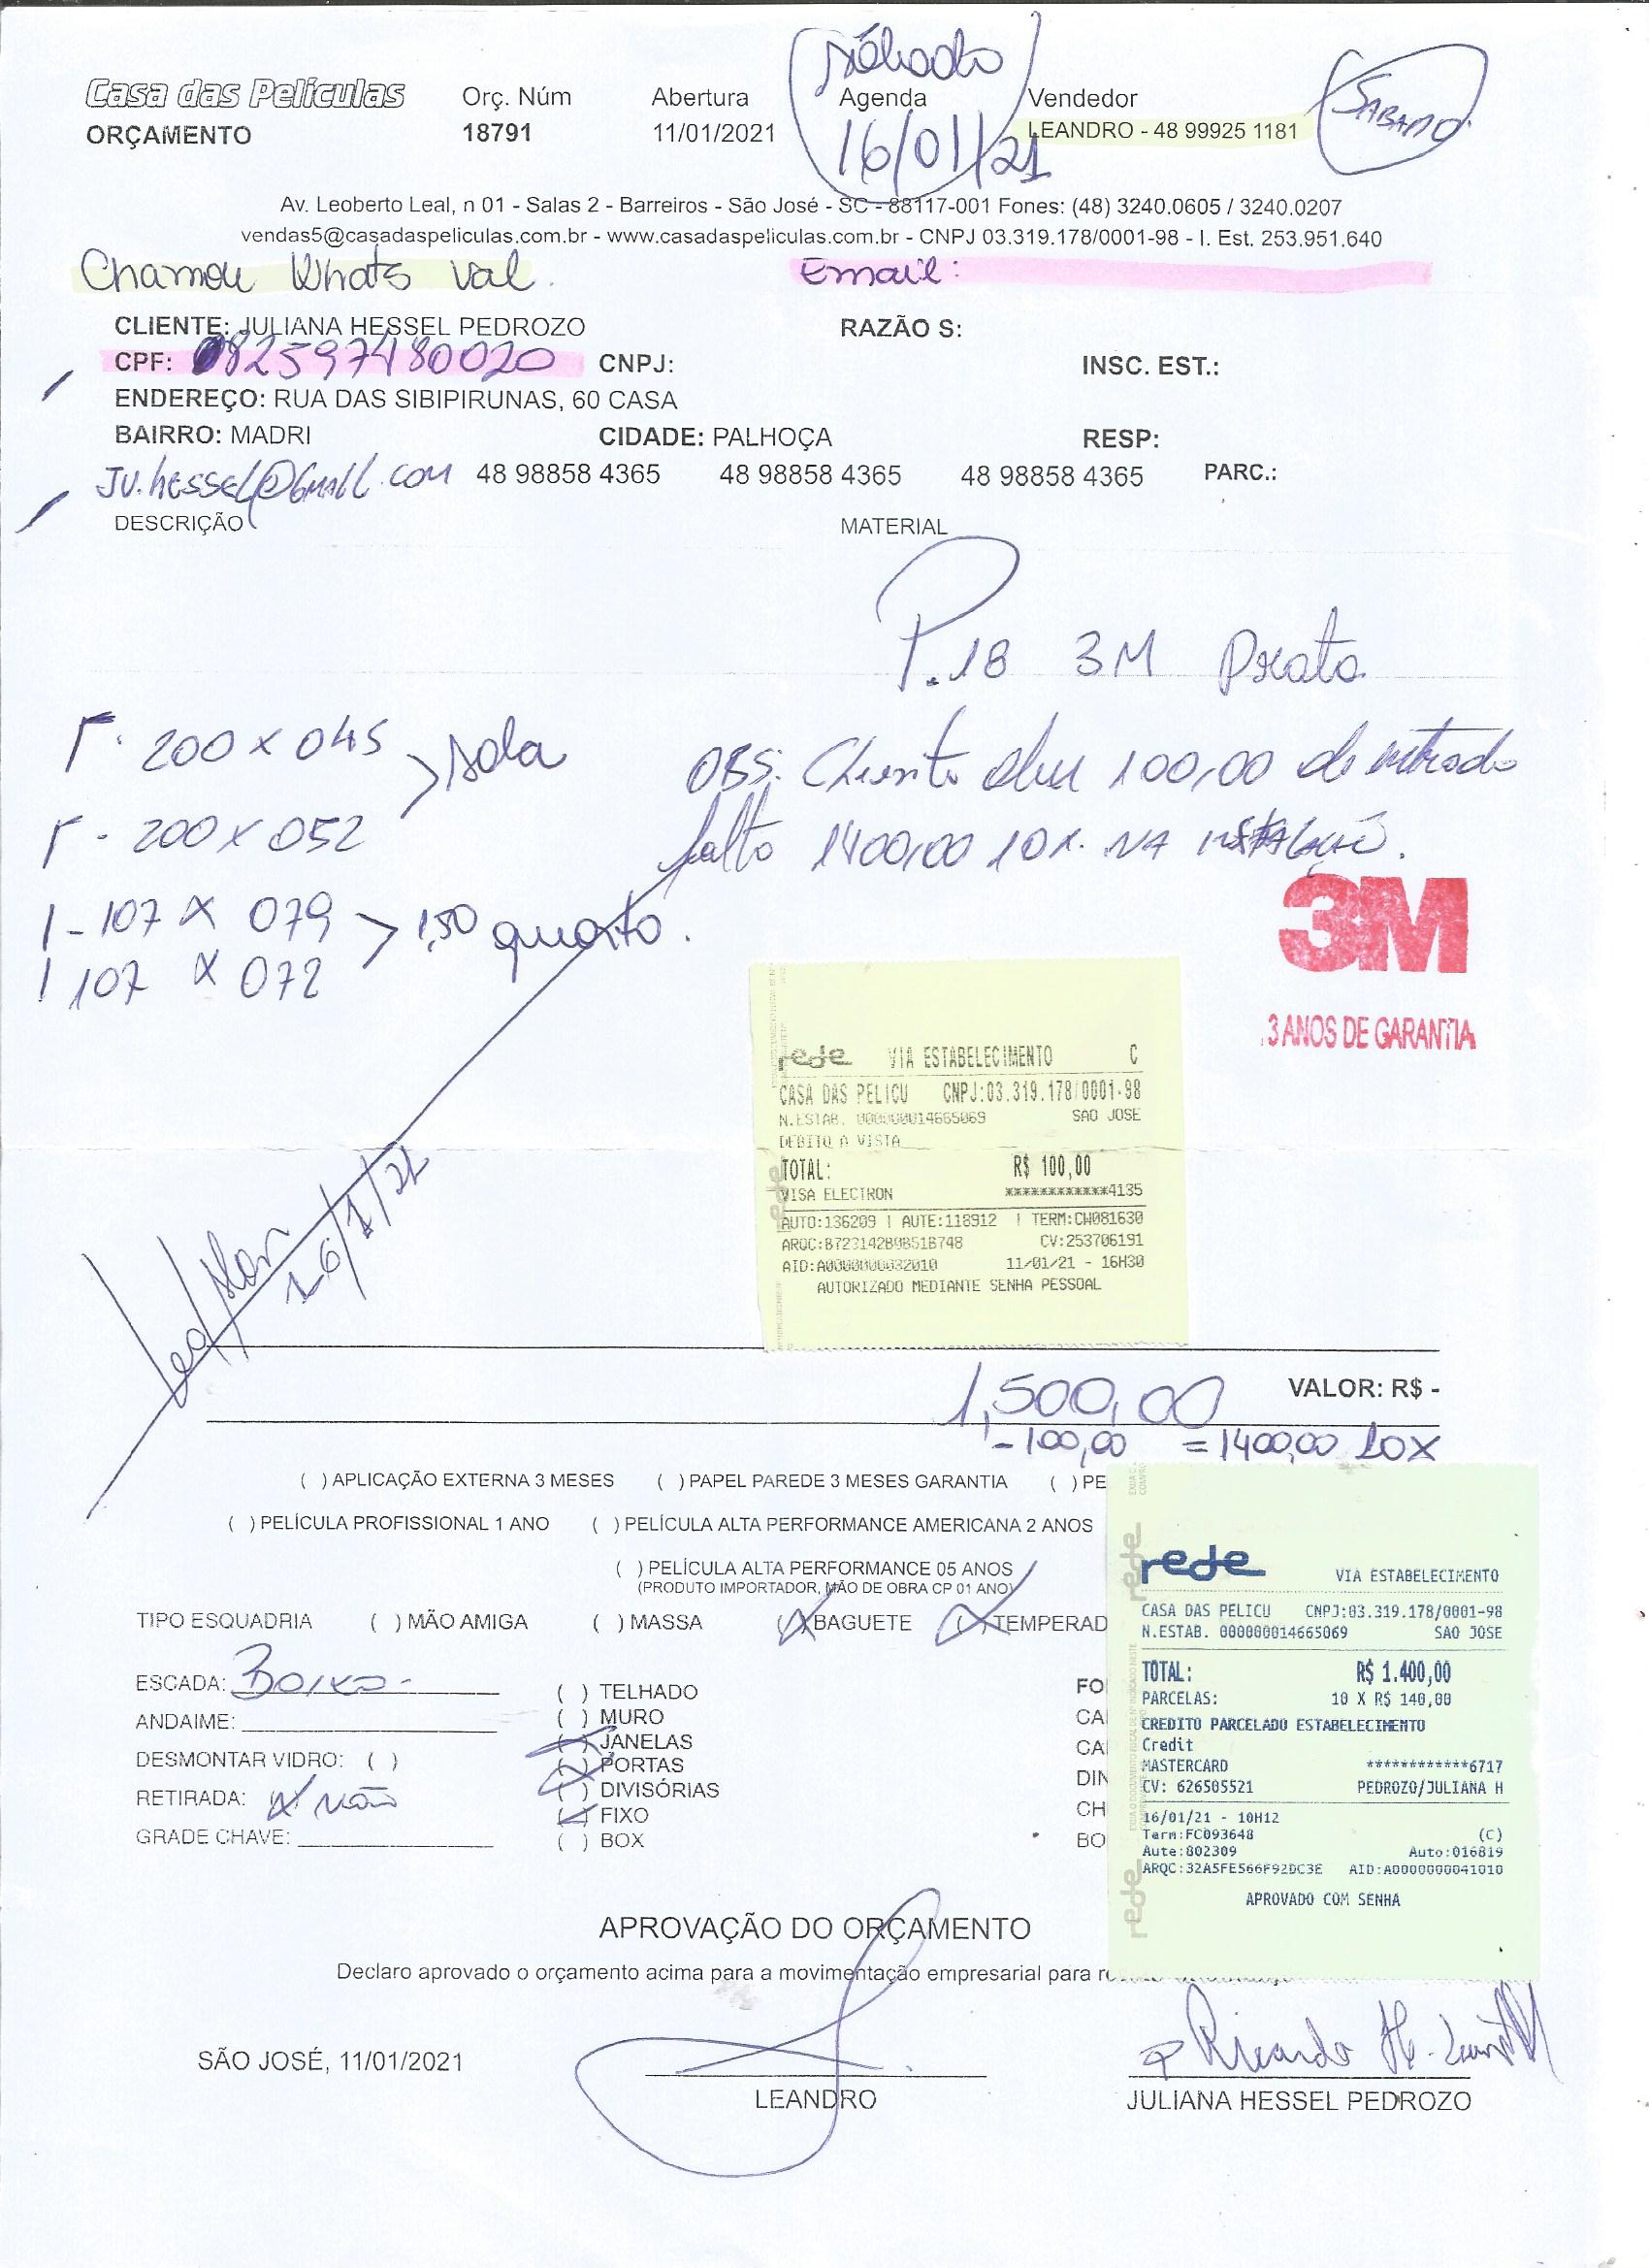 Sábado
Casa das Películas Orç. Núm Abertura Agenda Vendedor SABADO
ORÇAMENTO 18791 11/01/2021 16/01/21 LEANDRO - 48 99925 1181
Av. Leoberto Leal, n 01 - Salas 2 - Barreiros - São José - SC - 88117-001 Fones: (48) 3240.0605 / 3240.0207
vendas5@casadaspeliculas.com.br - www.casadaspeliculas.com.br - CNPJ 03.319.178/0001-98 - I. Est. 253.951.640
Chamou Whats Val. Email:
CLIENTE: JULIANA HESSEL PEDROZO RAZÃO S:
CPF: 82597480020 CNPJ: INSC. EST.:
ENDEREÇO: RUA DAS SIBIPIRUNAS, 60 CASA
BAIRRO: MADRI CIDADE: PALHOÇA RESP:
JU.hessel@Gmail.com 48 98858 4365 48 98858 4365 48 98858 4365 PARC.:
DESCRIÇÃO MATERIAL
P.18 3M Prata
200 x 045 sala
200 x 052
1 - 107 x 079 > 1,50 quarto.
1 107 x 072
OBS: Cliente deu 100,00 de entrada
falta 1400,00 10x. NA
3M
3 ANOS DE GARANTIA
rede VIA ESTABELECIMENTO C
CASA DAS PELICU CNPJ:03.319.178/0001-98
N.ESTAB. 000000014665069 SAO JOSE
DEBITO A VISTA
TOTAL: R$ 100,00
VISA ELECTRON ************4135
AUTO:136209 | AUTE:118912 | TERM:CW081630
CV:253706191
AID:A0000000032010 11/01/21 - 16H30
AUTORIZADO MEDIANTE SENHA PESSOAL
16/1/21
1,500,00 VALOR: R$ -
- 100,00 = 1400,00 10X
( ) APLICAÇÃO EXTERNA 3 MESES ( ) PAPEL PAREDE 3 MESES GARANTIA ( ) PE
( ) PELÍCULA PROFISSIONAL 1 ANO ( ) PELÍCULA ALTA PERFORMANCE AMERICANA 2 ANOS
( ) PELÍCULA ALTA PERFORMANCE 05 ANOS
(PRODUTO IMPORTADOR, MÃO DE OBRA CP 01 ANO)
TIPO ESQUADRIA ( ) MÃO AMIGA ( ) MASSA (X) BAGUETE (X) TEMPERAD
ESCADA: Baixa
ANDAIME:
DESMONTAR VIDRO: ( )
RETIRADA: X NÃO
GRADE CHAVE:
( ) TELHADO FO
( ) MURO CA
( ) JANELAS CA
( ) PORTAS
( ) DIVISÓRIAS DIN
( ) FIXO CH
( ) BOX BO
rede VIA ESTABELECIMENTO
CASA DAS PELICU CNPJ:03.319.178/0001-98
N.ESTAB. 000000014665069 SAO JOSE
TOTAL: R$ 1.400,00
PARCELAS: 10 X R$ 140,00
CREDITO PARCELADO ESTABELECIMENTO
Credit
MASTERCARD ************6717
CV: 626505521 PEDROZO/JULIANA H
16/01/21 - 10H12
Term:FC093648 (C)
Aute:802309 Auto:016819
ARQC:32A5FE566F92DC3E AID:A0000000041010
APROVADO COM SENHA
APROVAÇÃO DO ORÇAMENTO
Declaro aprovado o orçamento acima para a movimentação empresarial para
SÃO JOSÉ, 11/01/2021
Ricardo H.
LEANDRO JULIANA HESSEL PEDROZO